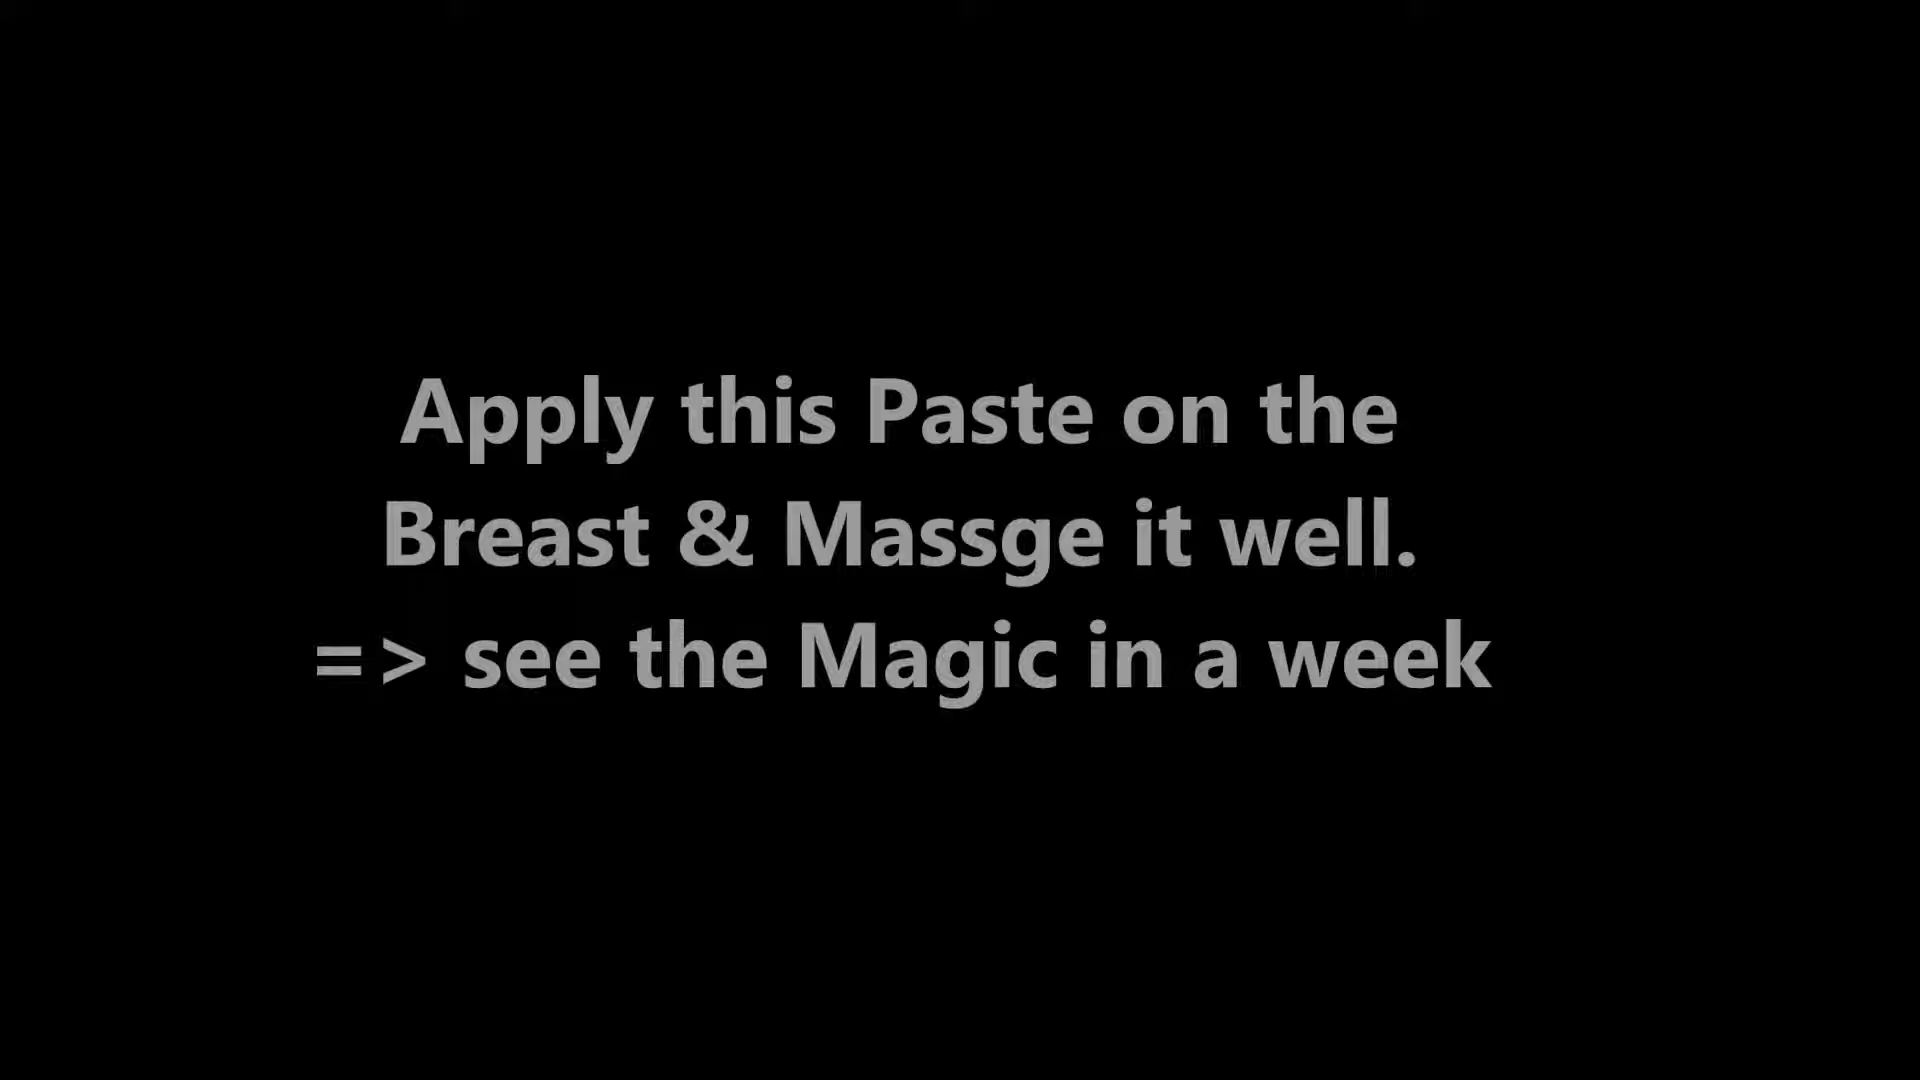 Apply this Paste on the
Breast & Massge it well.
=> see the Magic in a week